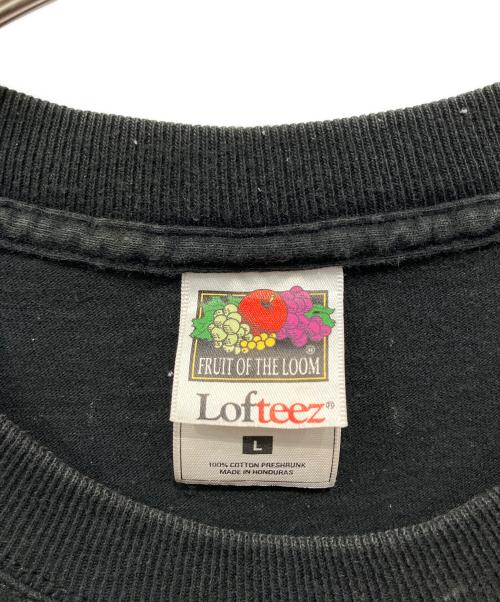 FRUIT OF THE LOOM®
Lofteez®
L
100% COTTON PRESHRUNK
MADE IN HONDURAS